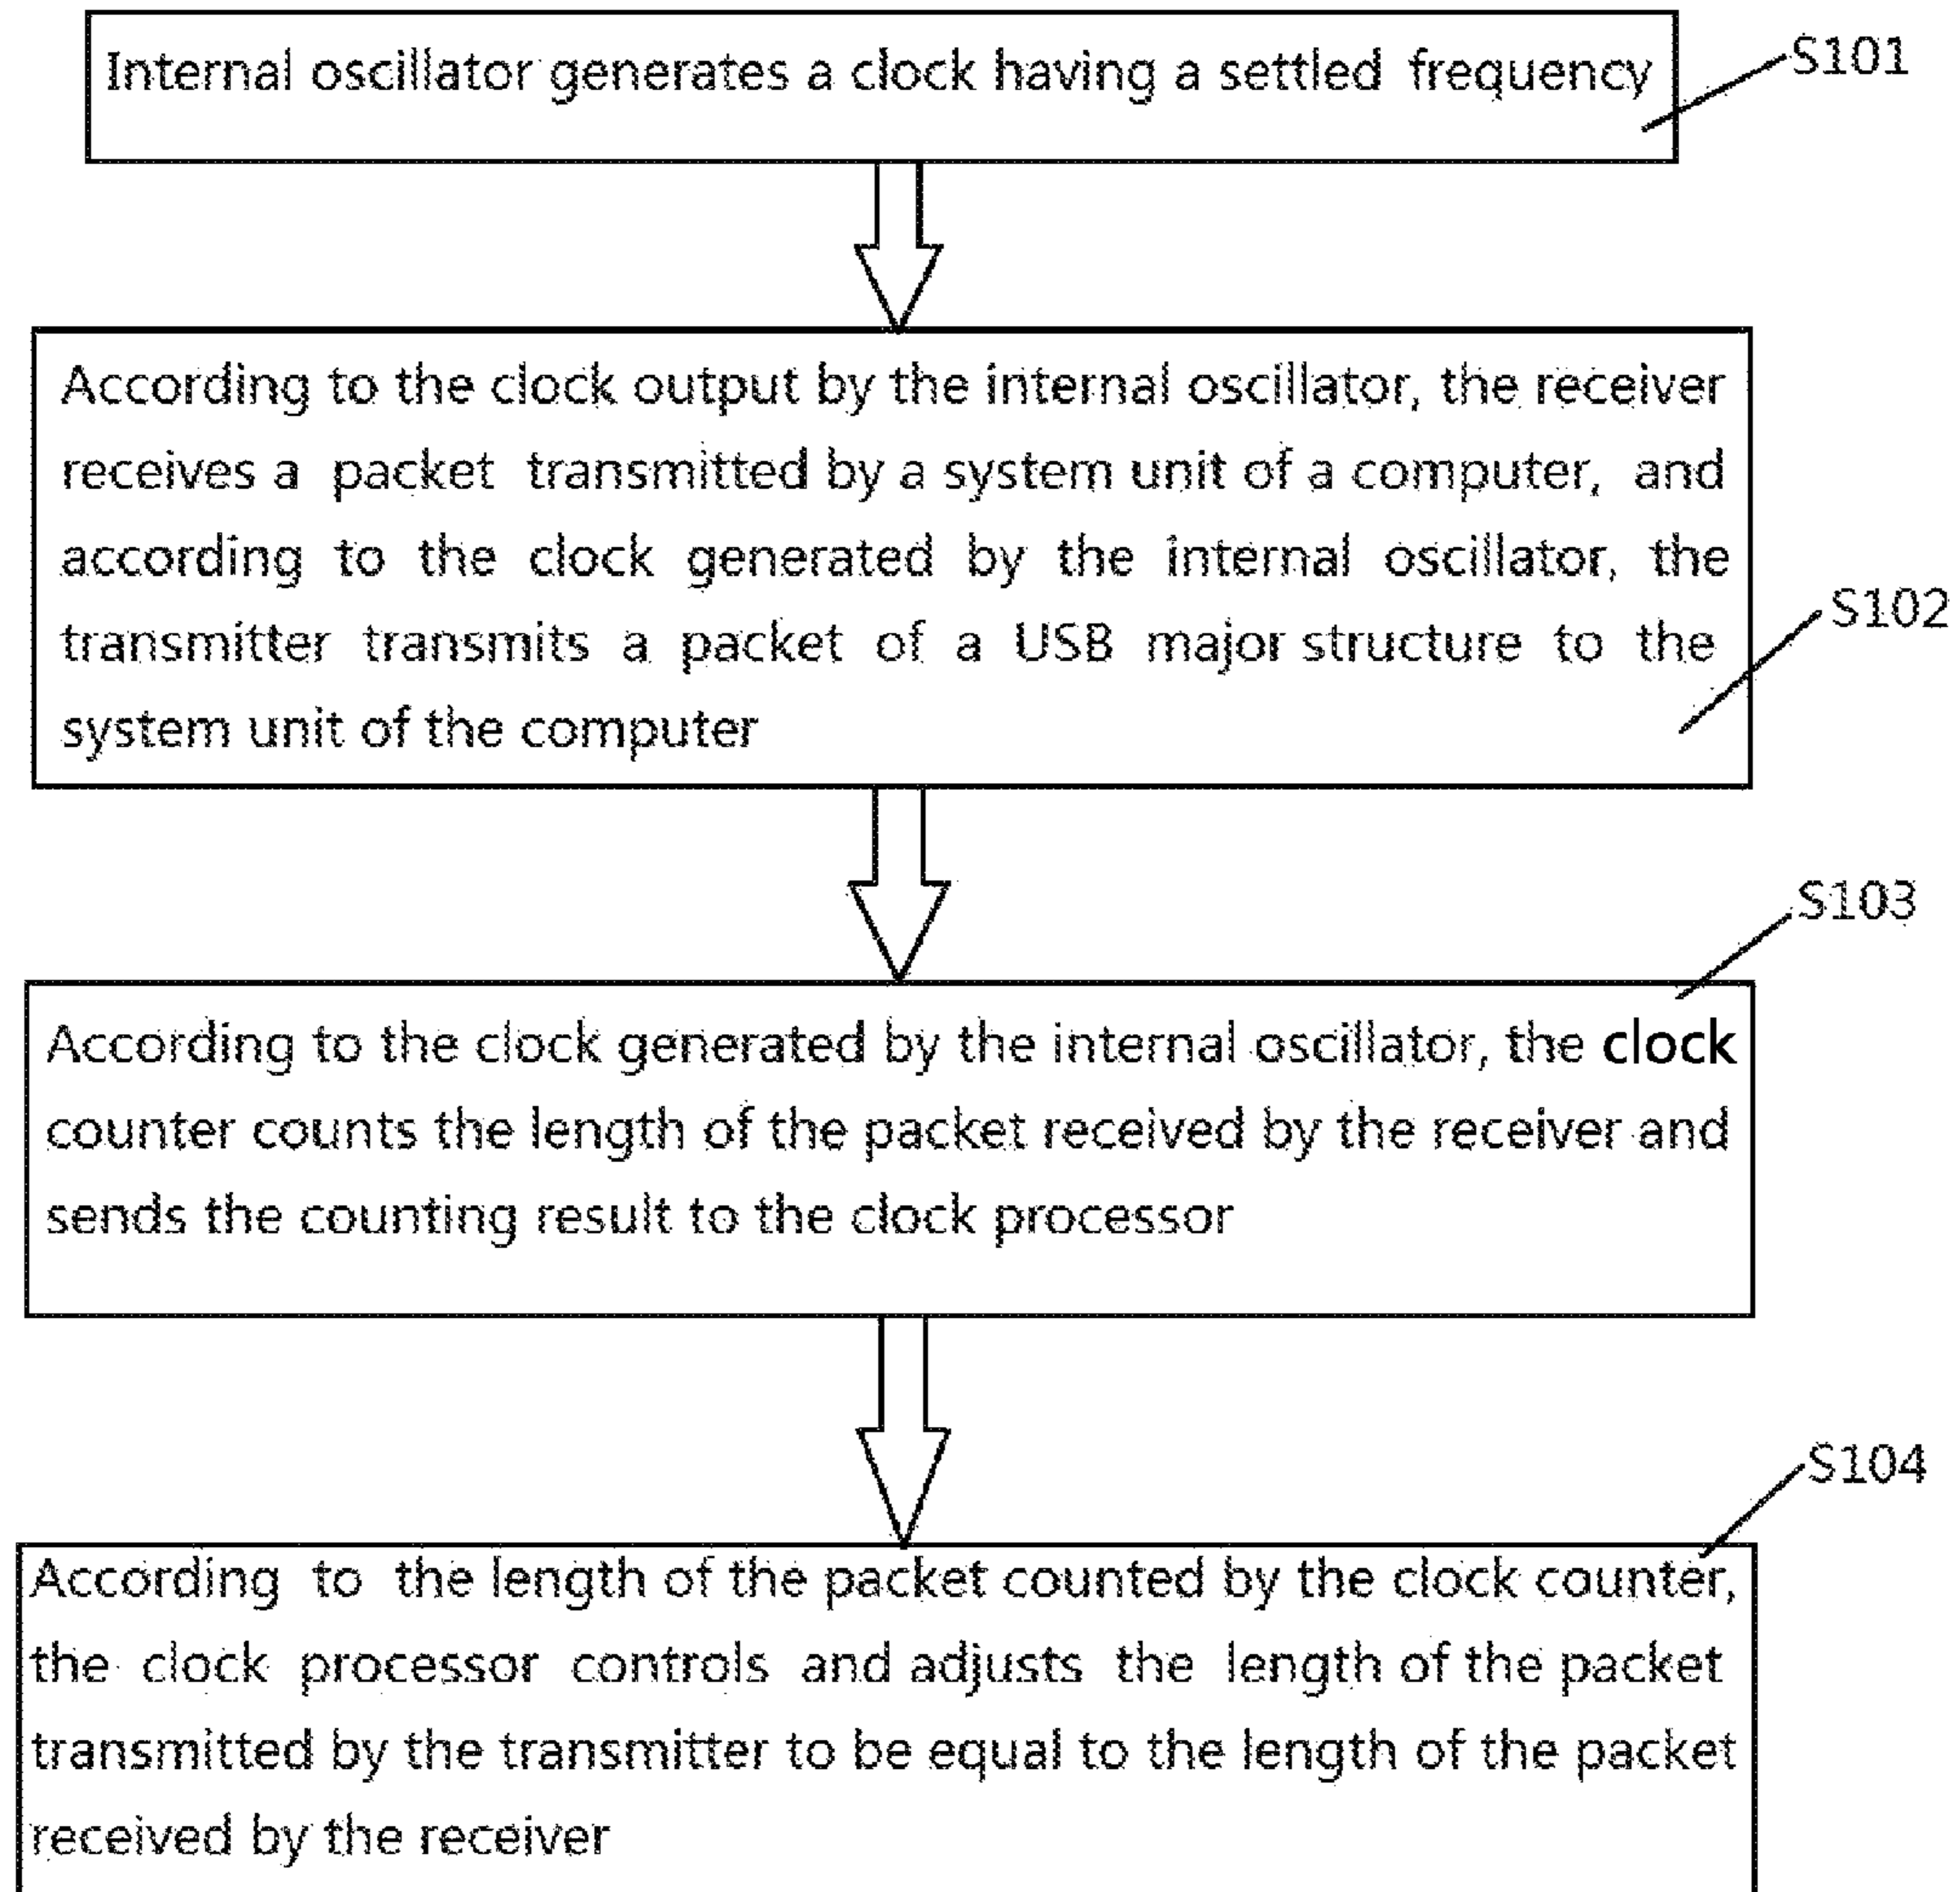 Internal oscillator generates a clock having a settled frequency
S101
According to the clock output by the internal oscillator, the receiver
receives a packet transmitted by a system unit of a computer, and
according to the clock generated by the internal oscillator, the
transmitter transmits a packet of a USB major structure to the
system unit of the computer
S102
S103
According to the clock generated by the internal oscillator, the clock
counter counts the length of the packet received by the receiver and
sends the counting result to the clock processor
S104
According to the length of the packet counted by the clock counter,
the clock processor controls and adjusts the length of the packet
transmitted by the transmitter to be equal to the length of the packet
received by the receiver